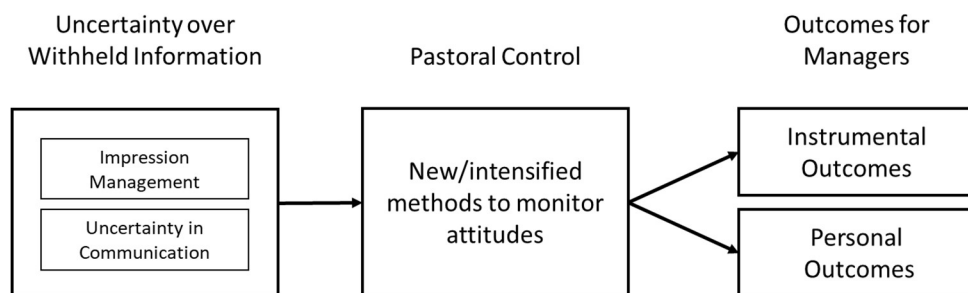 Uncertainty over
Withheld Information
Pastoral Control
Outcomes for
Managers
Impression
Management
Uncertainty in
Communication
New/intensified
methods to monitor
attitudes
Instrumental
Outcomes
Personal
Outcomes